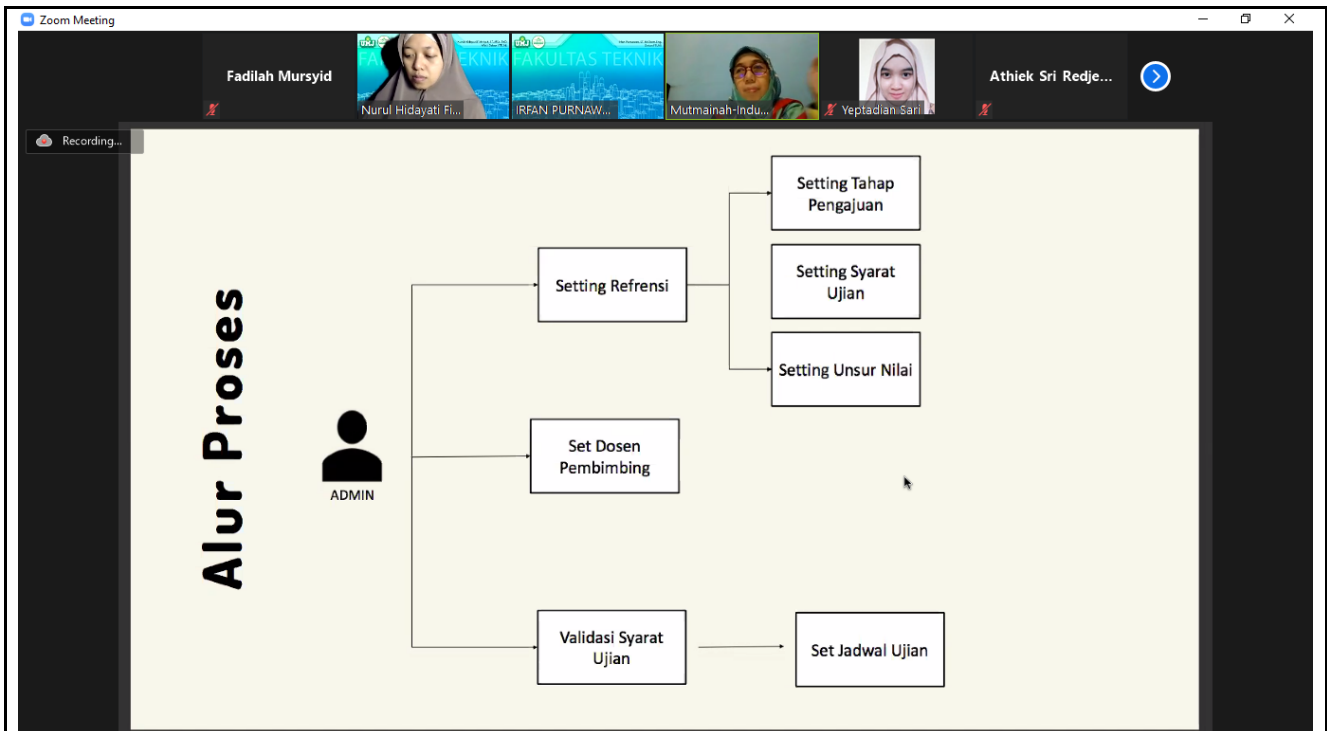 Zoom Meeting
Fadilah Mursyid
Nurul Hidayati Fi...
FAKULTAS TEKNIK
IRFAN PURNAW...
Mutmainah-Indu...
Yeptadian Sari
Athiek Sri Redje...
Recording...
Alur Proses
ADMIN
Setting Refrensi
Setting Tahap
Pengajuan
Setting Syarat
Ujian
Setting Unsur Nilai
Set Dosen
Pembimbing
Validasi Syarat
Ujian
Set Jadwal Ujian